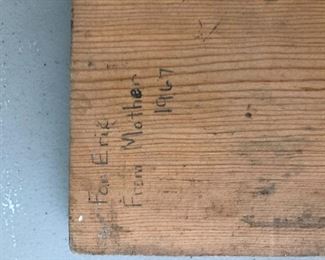 For Erik
From Mother
1967